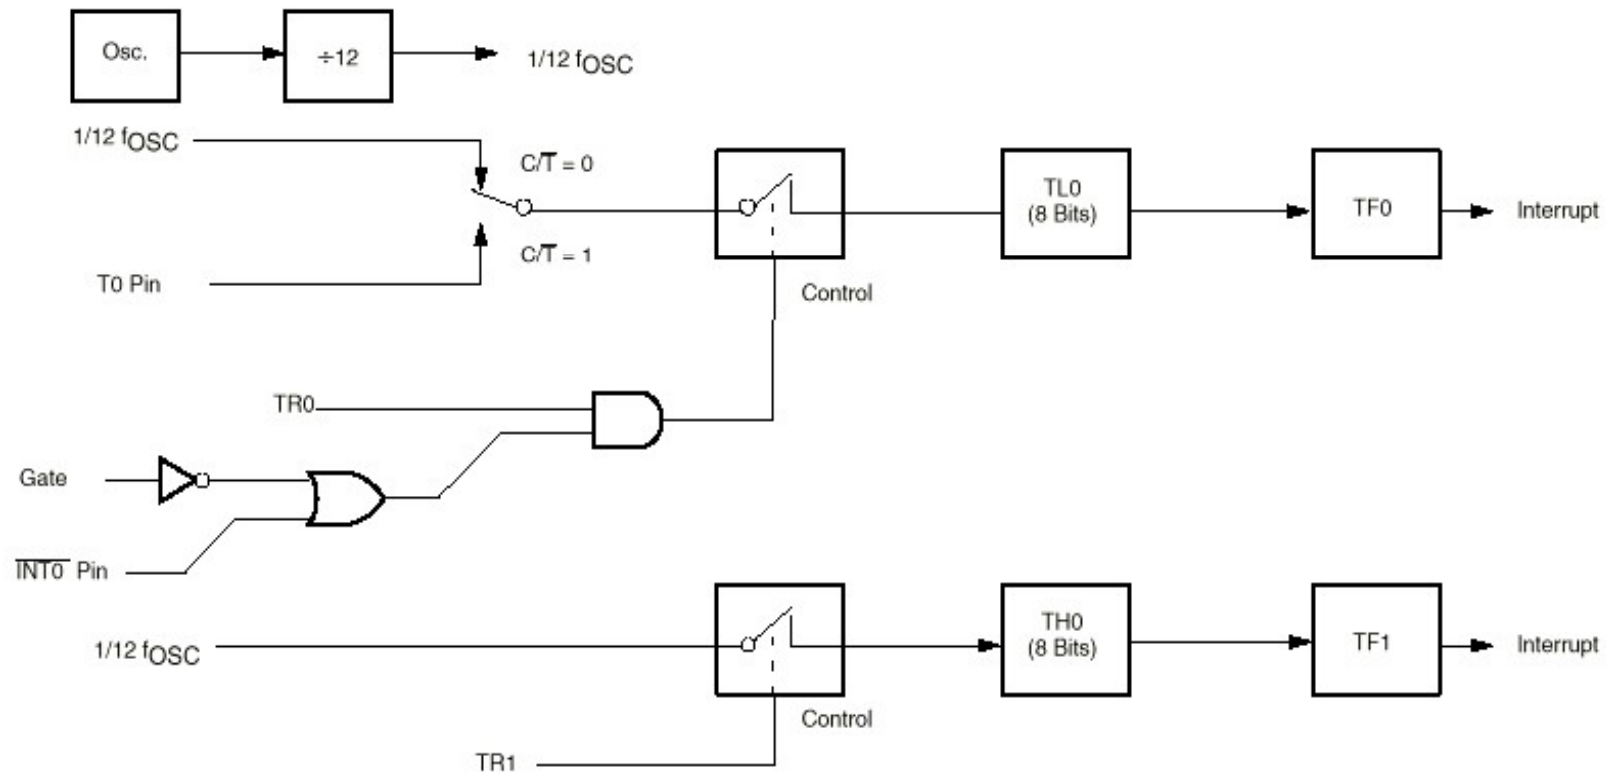 Osc.
÷12
1/12 fOSC
1/12 fOSC
C/T̅ = 0
TL0
(8 Bits)
TF0
Interrupt
C/T̅ = 1
T0 Pin
Control
TR0
Gate
I̅N̅T̅0̅ Pin
1/12 fOSC
TH0
(8 Bits)
TF1
Interrupt
Control
TR1